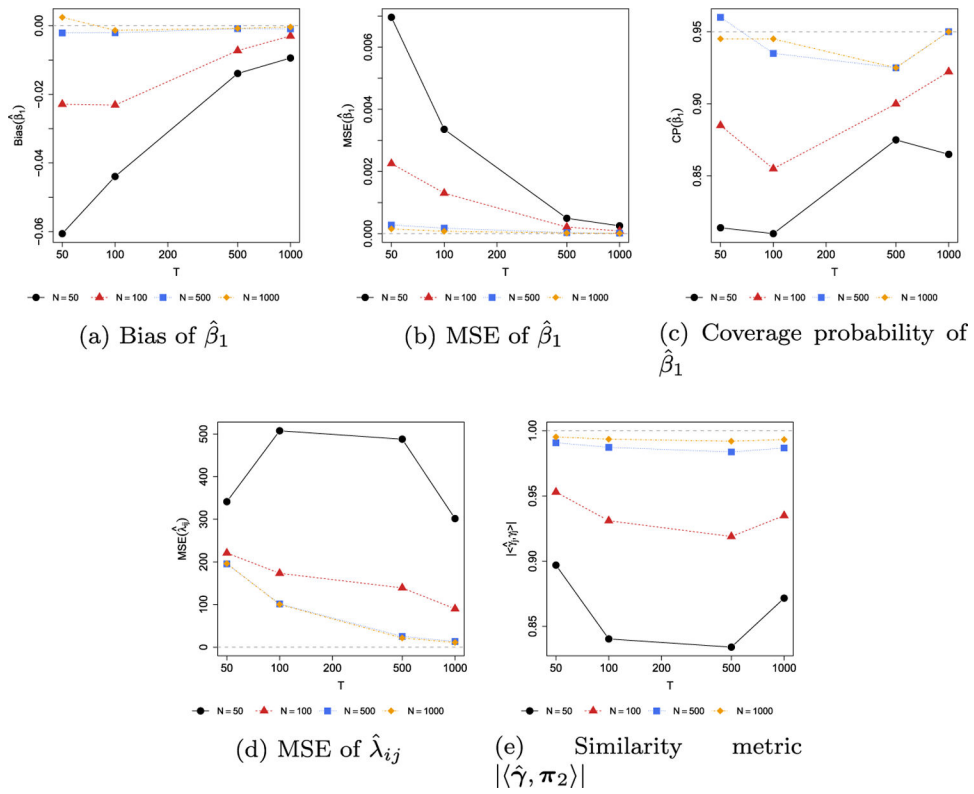 Bias(β̂₁)
0.00
−0.02
−0.04
−0.06
50 100 200 500 1000
T
N = 50 N = 100 N = 500 N = 1000
(a) Bias of β̂₁
MSE(β̂₁)
0.006
0.004
0.002
0.000
50 100 200 500 1000
T
N = 50 N = 100 N = 500 N = 1000
(b) MSE of β̂₁
CP(β̂₁)
0.95
0.90
0.85
50 100 200 500 1000
T
N = 50 N = 100 N = 500 N = 1000
(c) Coverage probability of
β̂₁
MSE(λ̂ᵢⱼ)
500
400
300
200
100
0
50 100 200 500 1000
T
N = 50 N = 100 N = 500 N = 1000
(d) MSE of λ̂ᵢⱼ
|<γ̂ⱼ, γⱼ>|
1.00
0.95
0.90
0.85
50 100 200 500 1000
T
N = 50 N = 100 N = 500 N = 1000
(e) Similarity metric
|⟨γ̂, π₂⟩|